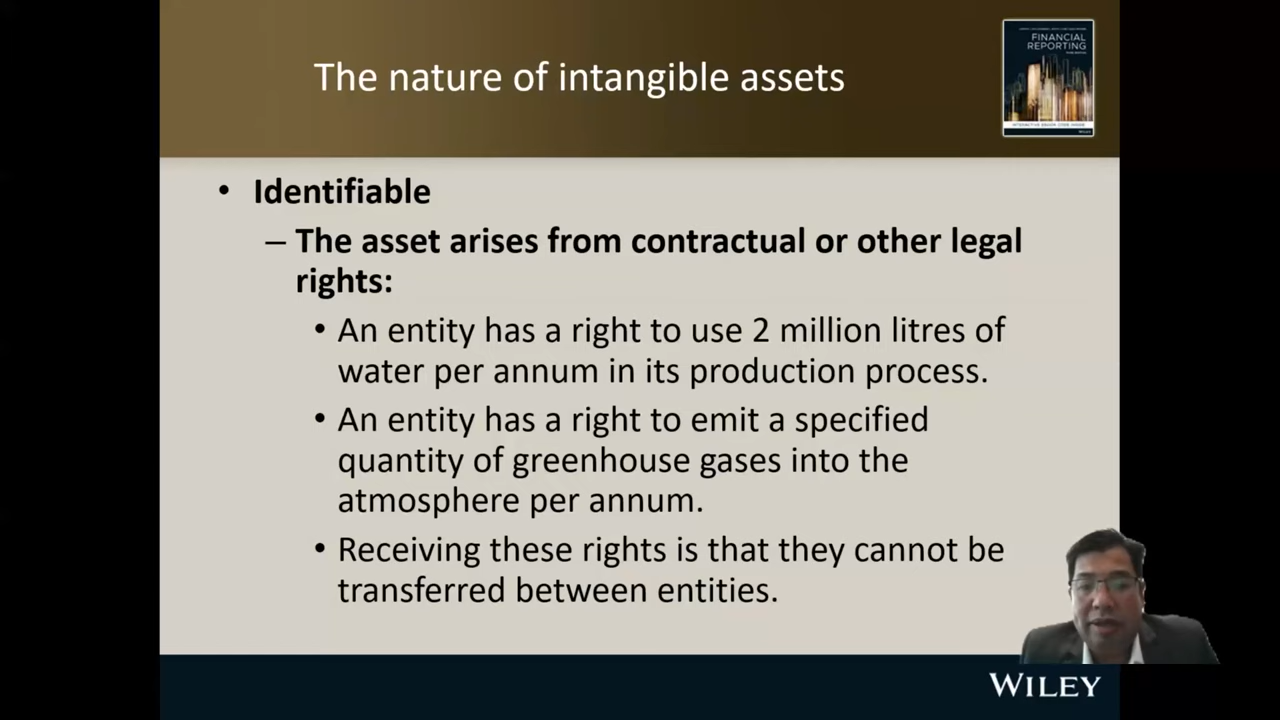 The nature of intangible assets
FINANCIAL
REPORTING
• Identifiable
– The asset arises from contractual or other legal
rights:
• An entity has a right to use 2 million litres of
water per annum in its production process.
• An entity has a right to emit a specified
quantity of greenhouse gases into the
atmosphere per annum.
• Receiving these rights is that they cannot be
transferred between entities.
WILEY